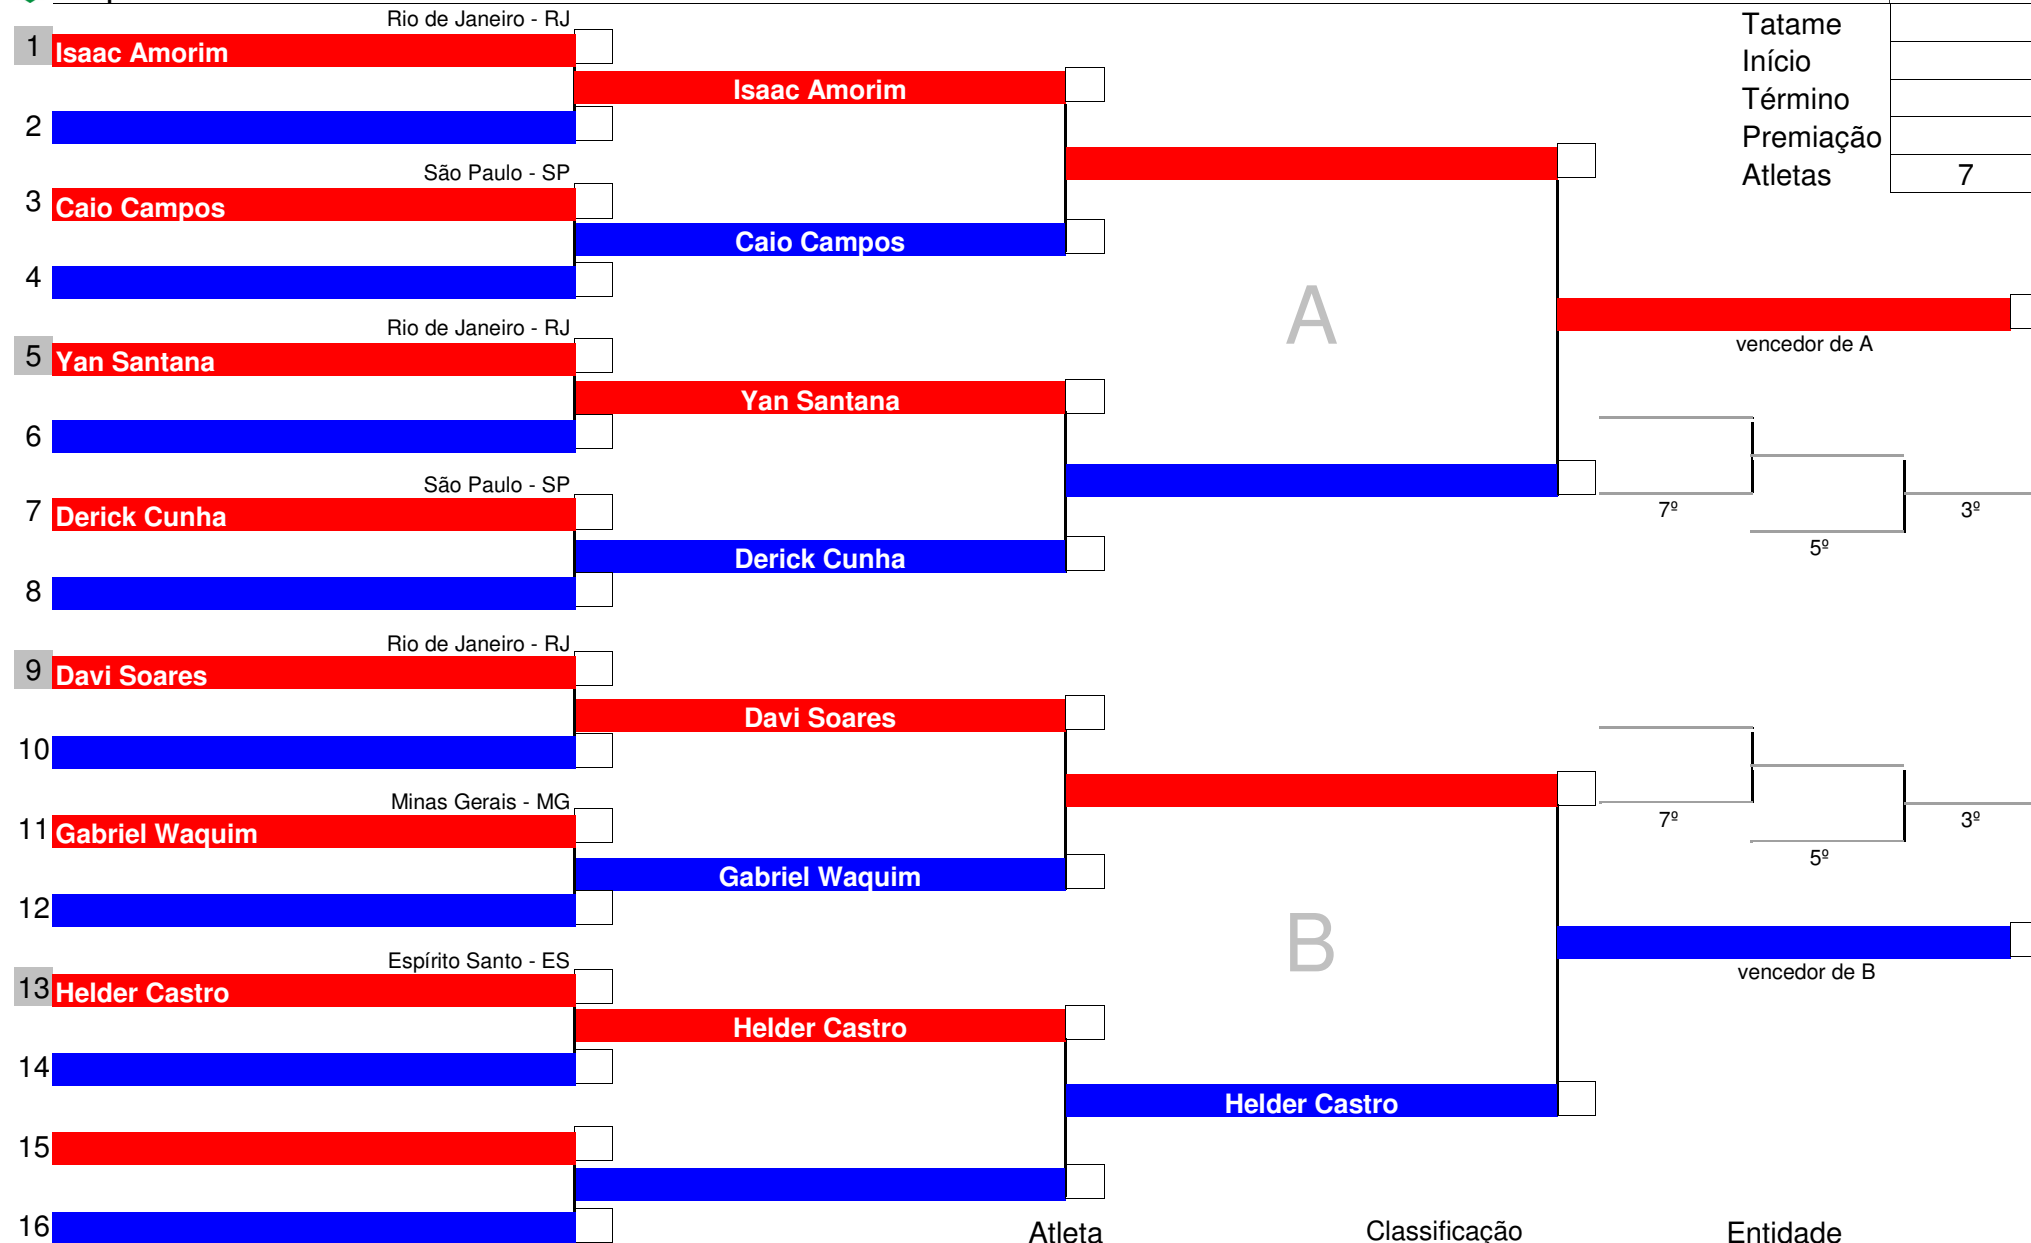 Rio de Janeiro - RJ
1 Isaac Amorim
Isaac Amorim
2
São Paulo - SP
3 Caio Campos
Caio Campos
4
Rio de Janeiro - RJ
5 Yan Santana
Yan Santana
6
São Paulo - SP
7 Derick Cunha
Derick Cunha
8
Rio de Janeiro - RJ
9 Davi Soares
Davi Soares
10
Minas Gerais - MG
11 Gabriel Waquim
Gabriel Waquim
12
Espírito Santo - ES
13 Helder Castro
Helder Castro
14
Helder Castro
15
16
A
B
Tatame
Início
Término
Premiação
Atletas 7
vencedor de A
7º
3º
5º
7º
3º
5º
vencedor de B
Atleta Classificação Entidade